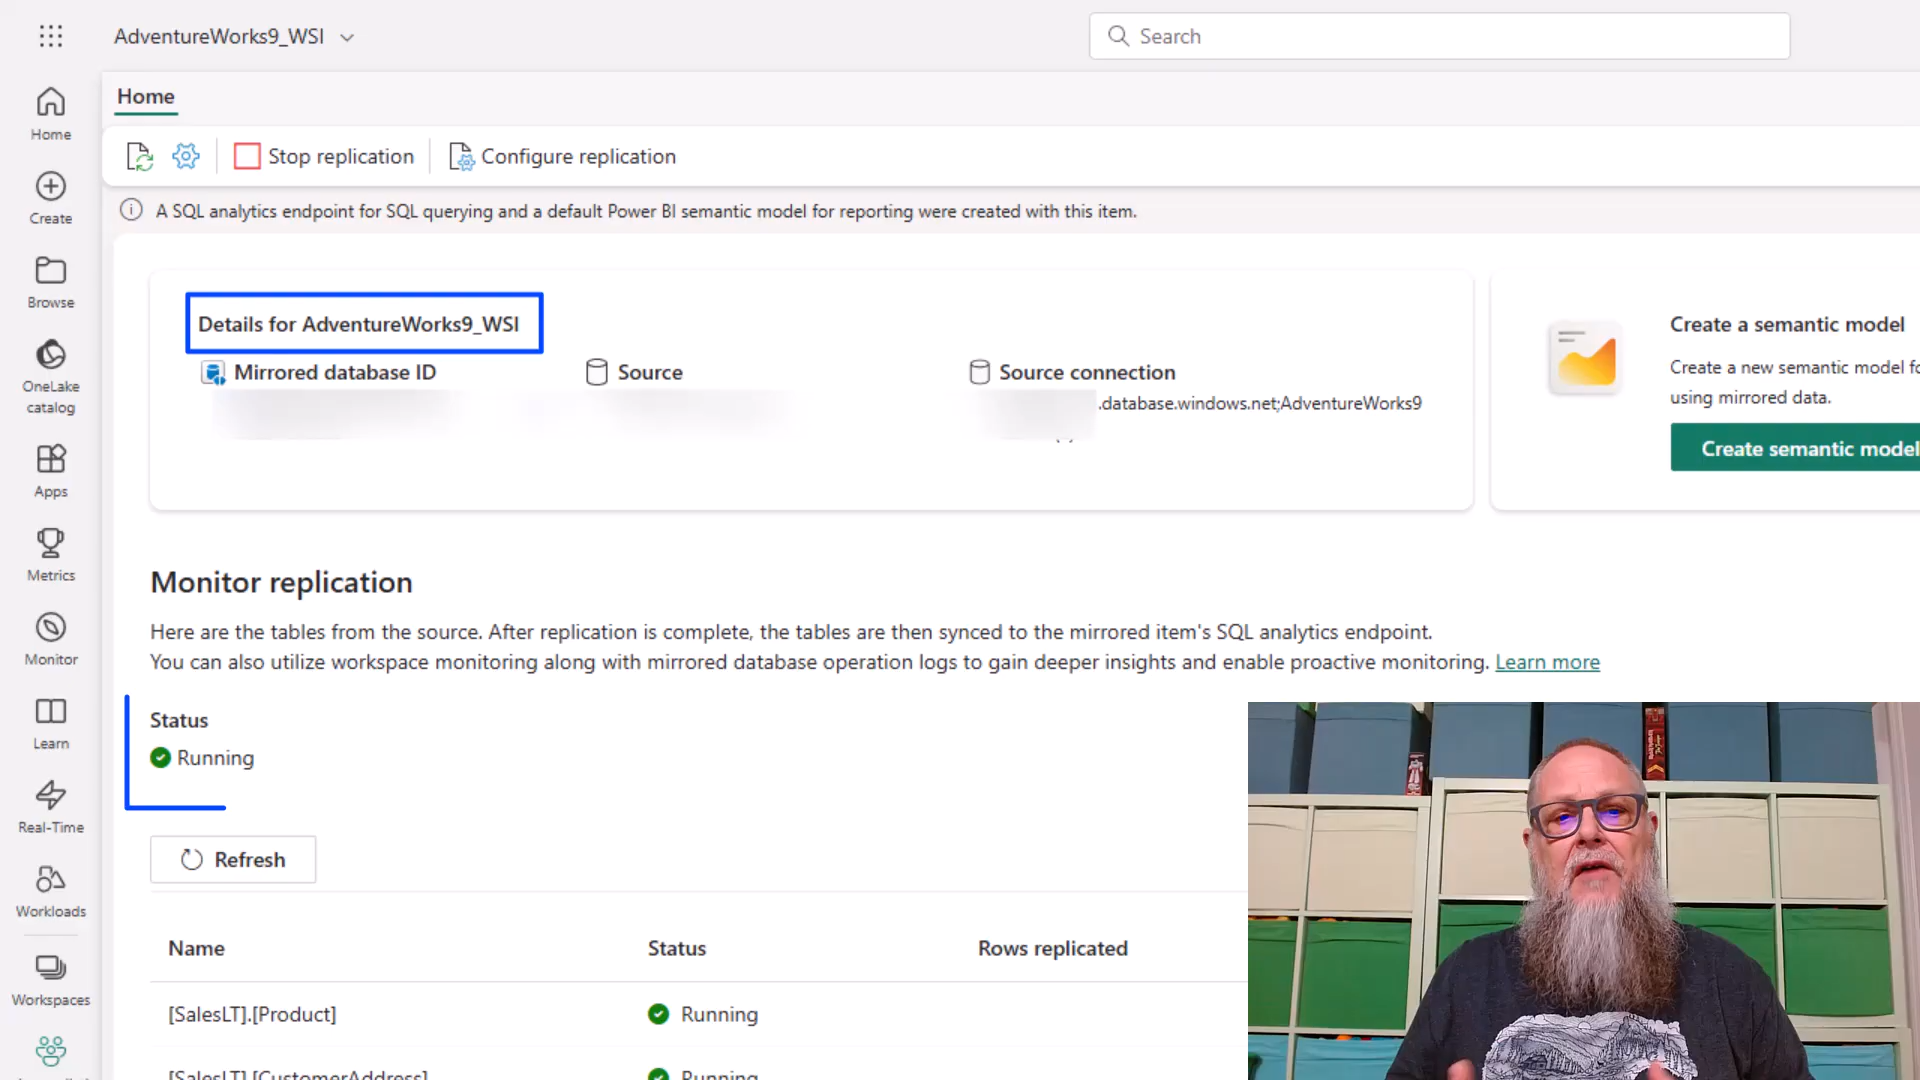 AdventureWorks9_WSI
Search
Home
Home
Stop replication
Configure replication
Create
A SQL analytics endpoint for SQL querying and a default Power BI semantic model for reporting were created with this item.
Browse
Details for AdventureWorks9_WSI
Mirrored database ID
Source
Source connection
.database.windows.net;AdventureWorks9
Create a semantic model
Create a new semantic model
using mirrored data.
Create semantic model
OneLake
catalog
Apps
Metrics
Monitor replication
Here are the tables from the source. After replication is complete, the tables are then synced to the mirrored item's SQL analytics endpoint.
You can also utilize workspace monitoring along with mirrored database operation logs to gain deeper insights and enable proactive monitoring. Learn more
Monitor
Status
Running
Learn
Real-Time
Refresh
Workloads
Name Status Rows replicated
Workspaces
[SalesLT].[Product] Running
[SalesLT].[CustomerAddress] Running